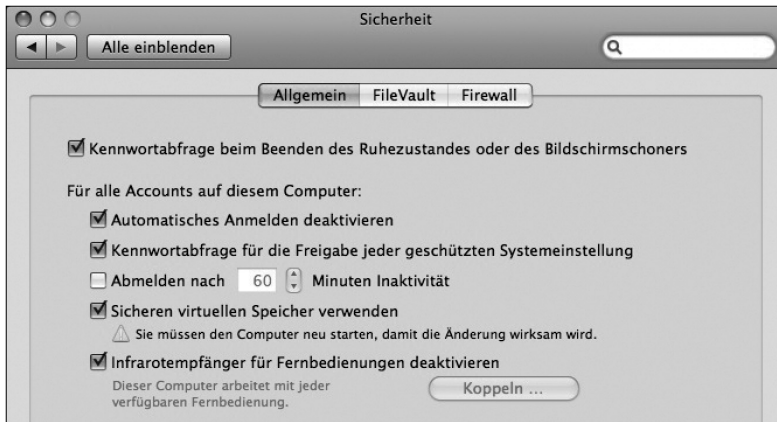 Sicherheit
Alle einblenden
Allgemein FileVault Firewall
Kennwortabfrage beim Beenden des Ruhezustandes oder des Bildschirmschoners
Für alle Accounts auf diesem Computer:
Automatisches Anmelden deaktivieren
Kennwortabfrage für die Freigabe jeder geschützten Systemeinstellung
Abmelden nach 60 Minuten Inaktivität
Sicheren virtuellen Speicher verwenden
Sie müssen den Computer neu starten, damit die Änderung wirksam wird.
Infrarotempfänger für Fernbedienungen deaktivieren
Dieser Computer arbeitet mit jeder
verfügbaren Fernbedienung.
Koppeln ...